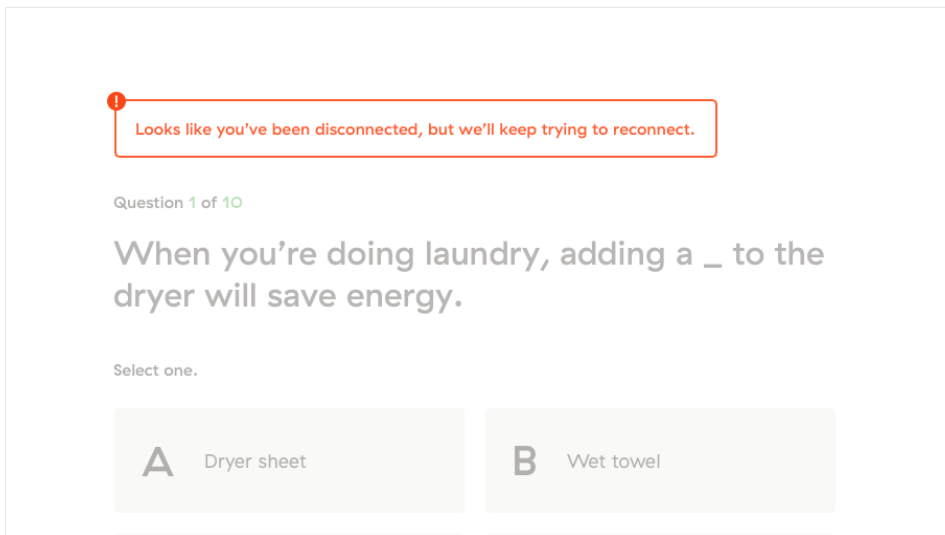 !
Looks like you’ve been disconnected, but we’ll keep trying to reconnect.
Question 1 of 10
When you’re doing laundry, adding a _ to the
dryer will save energy.
Select one.
A Dryer sheet
B Wet towel